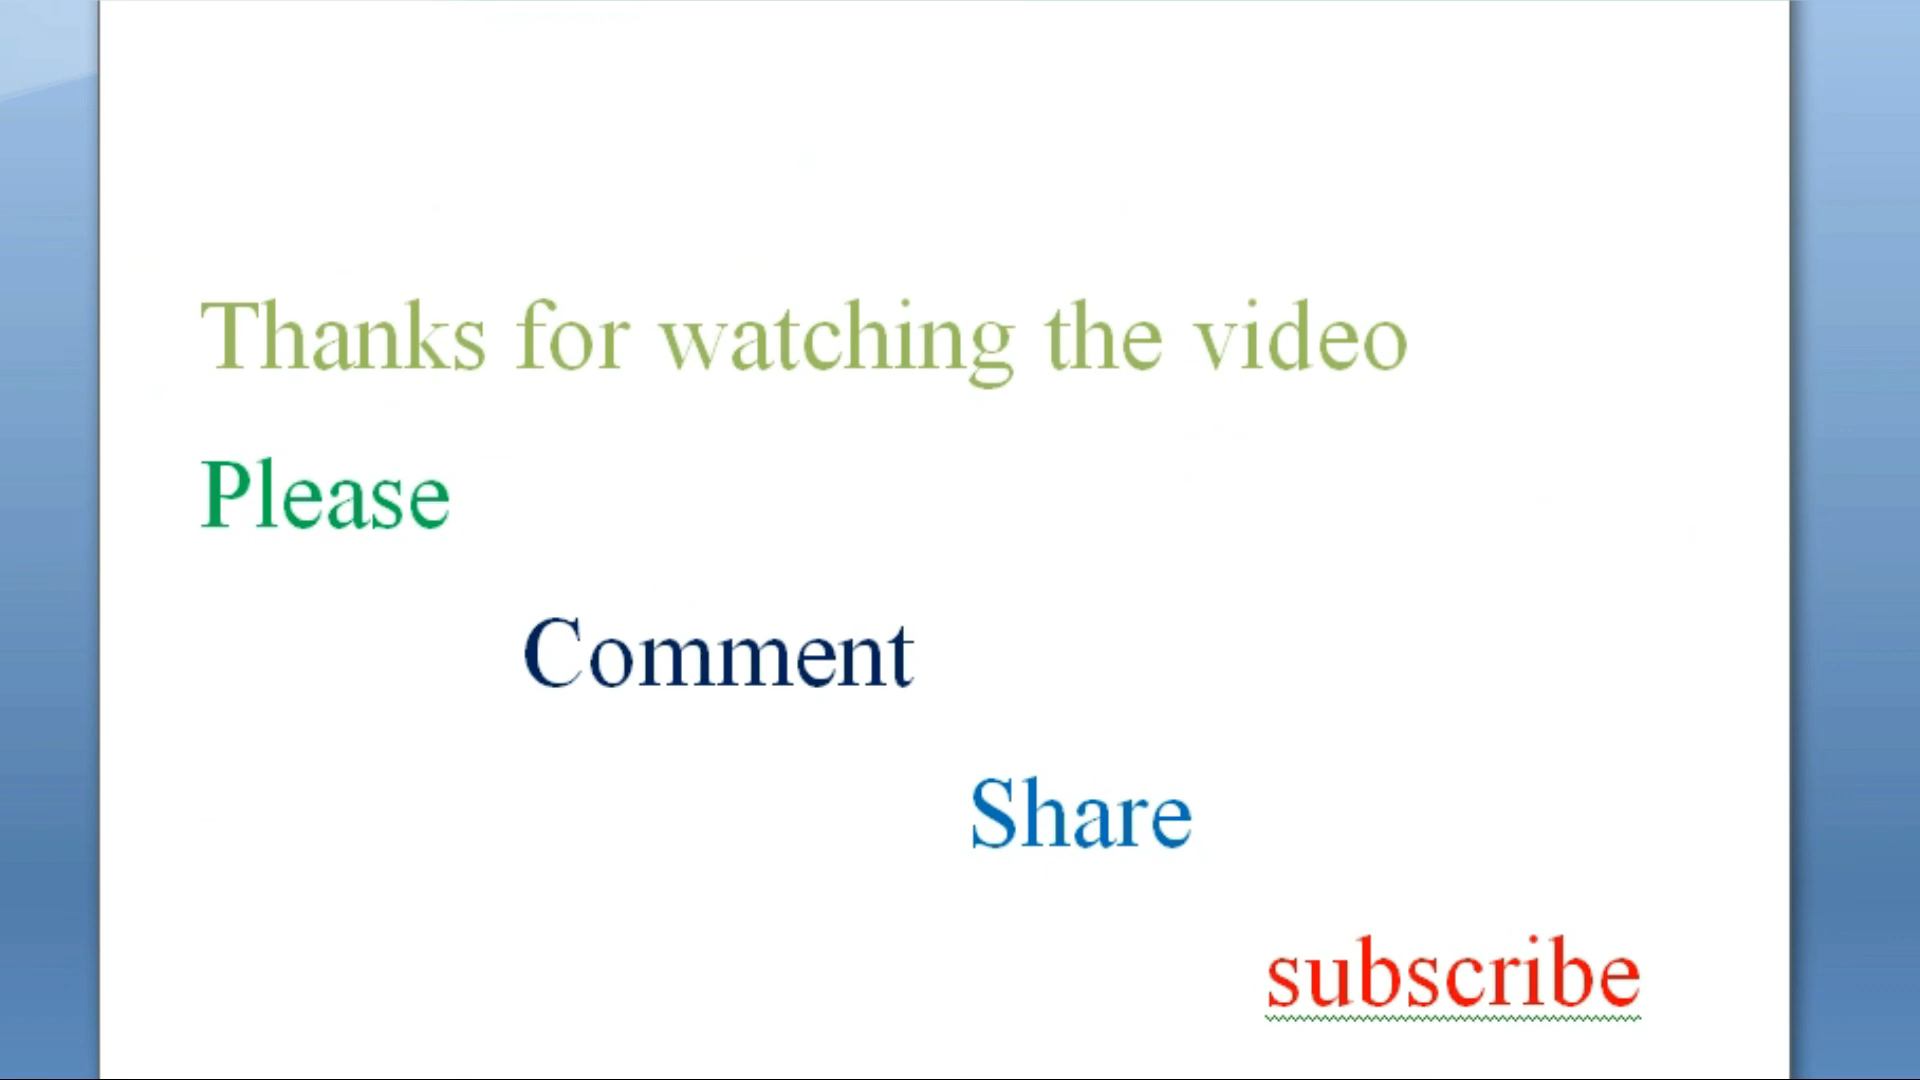 Thanks for watching the video
Please
Comment
Share
subscribe